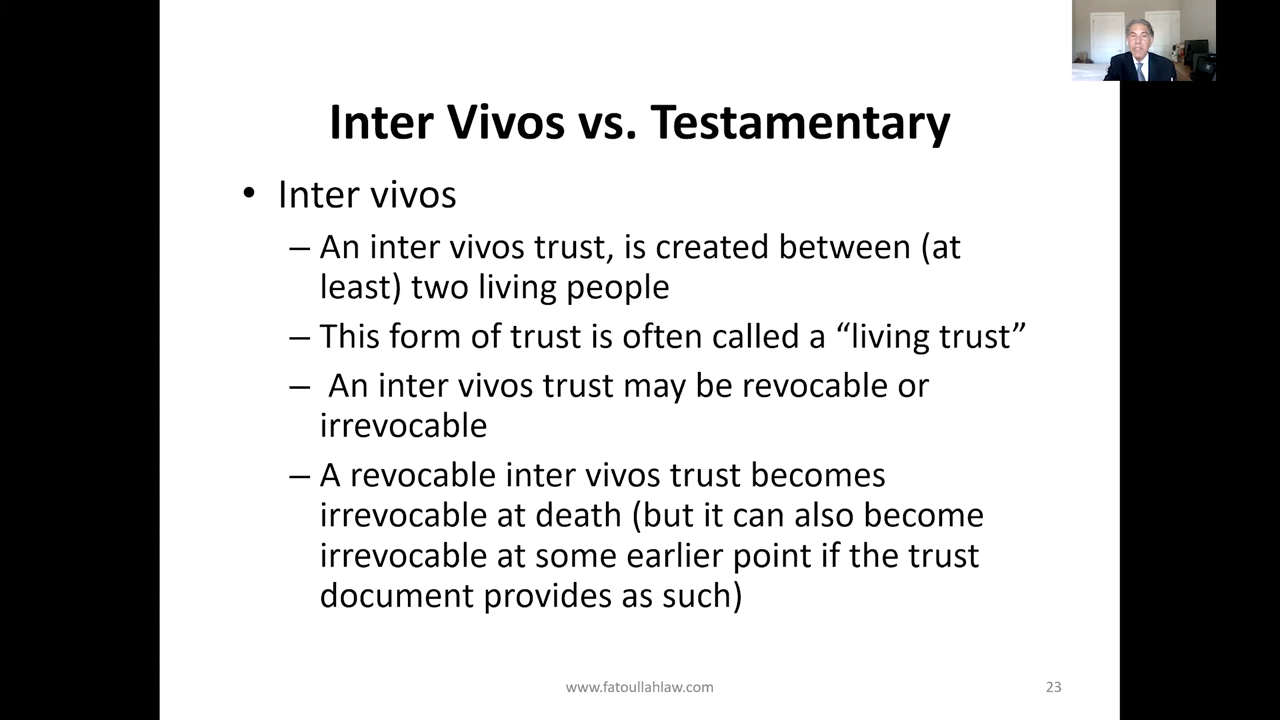 Inter Vivos vs. Testamentary
• Inter vivos
– An inter vivos trust, is created between (at
least) two living people
– This form of trust is often called a “living trust”
– An inter vivos trust may be revocable or
irrevocable
– A revocable inter vivos trust becomes
irrevocable at death (but it can also become
irrevocable at some earlier point if the trust
document provides as such)
www.fatoullahlaw.com
23